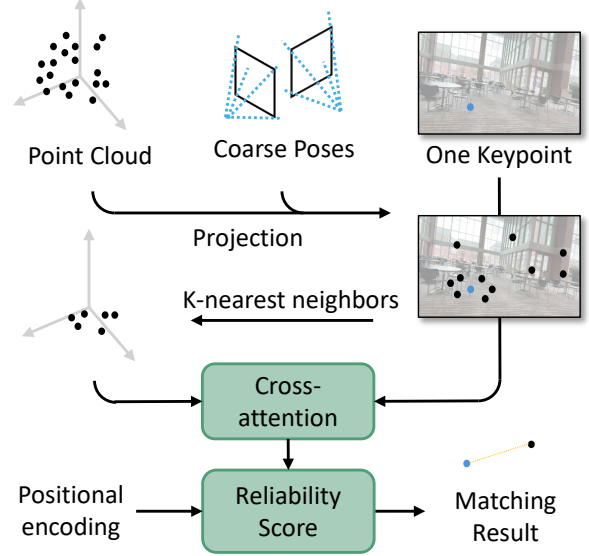 Point Cloud
Coarse Poses
One Keypoint
Projection
K-nearest neighbors
Cross-
attention
Positional
encoding
Reliability
Score
Matching
Result